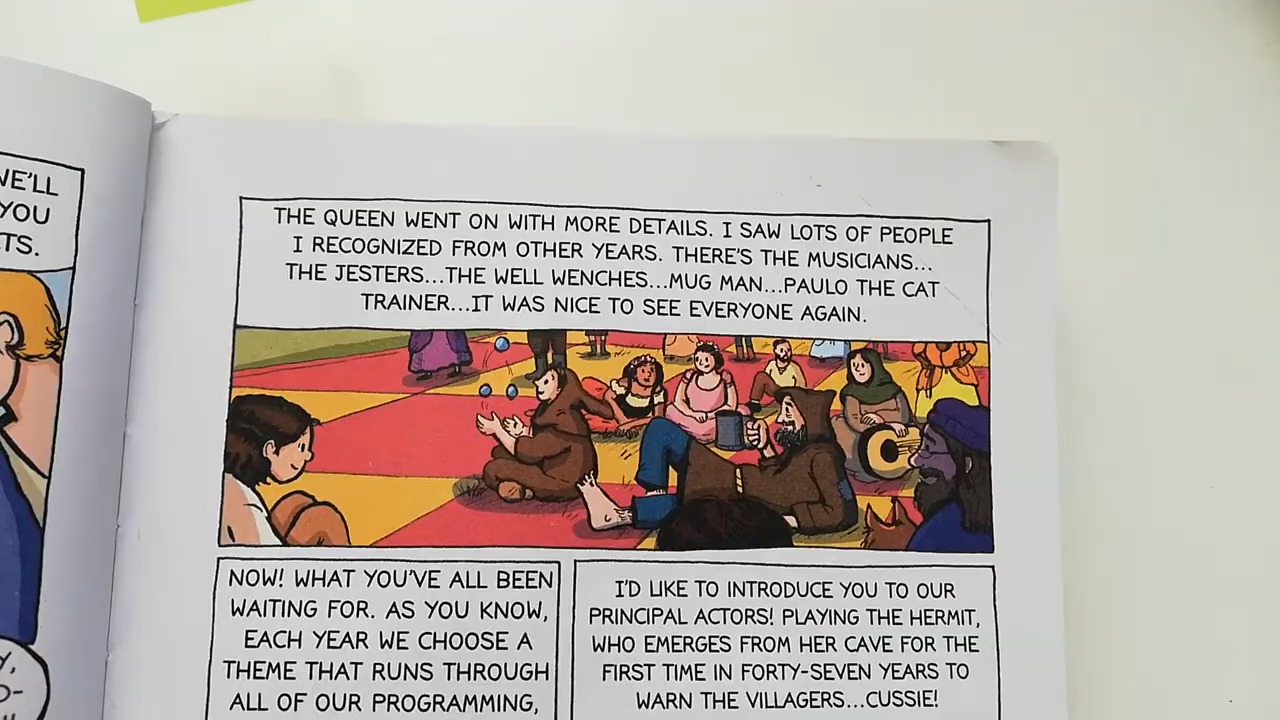 WE'LL
YOU
THE QUEEN WENT ON WITH MORE DETAILS. I SAW LOTS OF PEOPLE
I RECOGNIZED FROM OTHER YEARS. THERE'S THE MUSICIANS...
THE JESTERS...THE WELL WENCHES...MUG MAN...PAULO THE CAT
TRAINER...IT WAS NICE TO SEE EVERYONE AGAIN.
NOW! WHAT YOU'VE ALL BEEN
WAITING FOR. AS YOU KNOW,
EACH YEAR WE CHOOSE A
THEME THAT RUNS THROUGH
ALL OF OUR PROGRAMMING,
I'D LIKE TO INTRODUCE YOU TO OUR
PRINCIPAL ACTORS! PLAYING THE HERMIT,
WHO EMERGES FROM HER CAVE FOR THE
FIRST TIME IN FORTY-SEVEN YEARS TO
WARN THE VILLAGERS...CUSSIE!